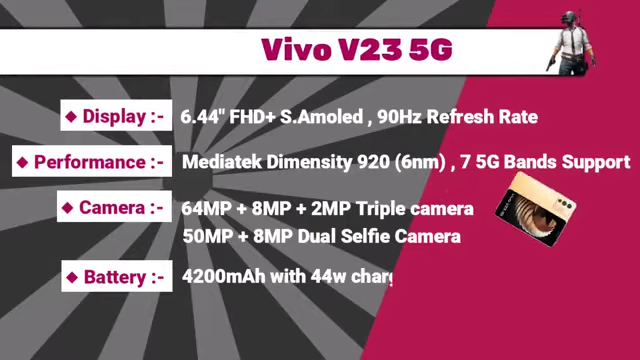 Vivo V23 5G
◆ Display :- 6.44" FHD+ S.Amoled , 90Hz Refresh Rate
◆ Performance :- Mediatek Dimensity 920 (6nm) , 7 5G Bands Support
◆ Camera :- 64MP + 8MP + 2MP Triple camera
50MP + 8MP Dual Selfie Camera
◆ Battery :- 4200mAh with 44w charg